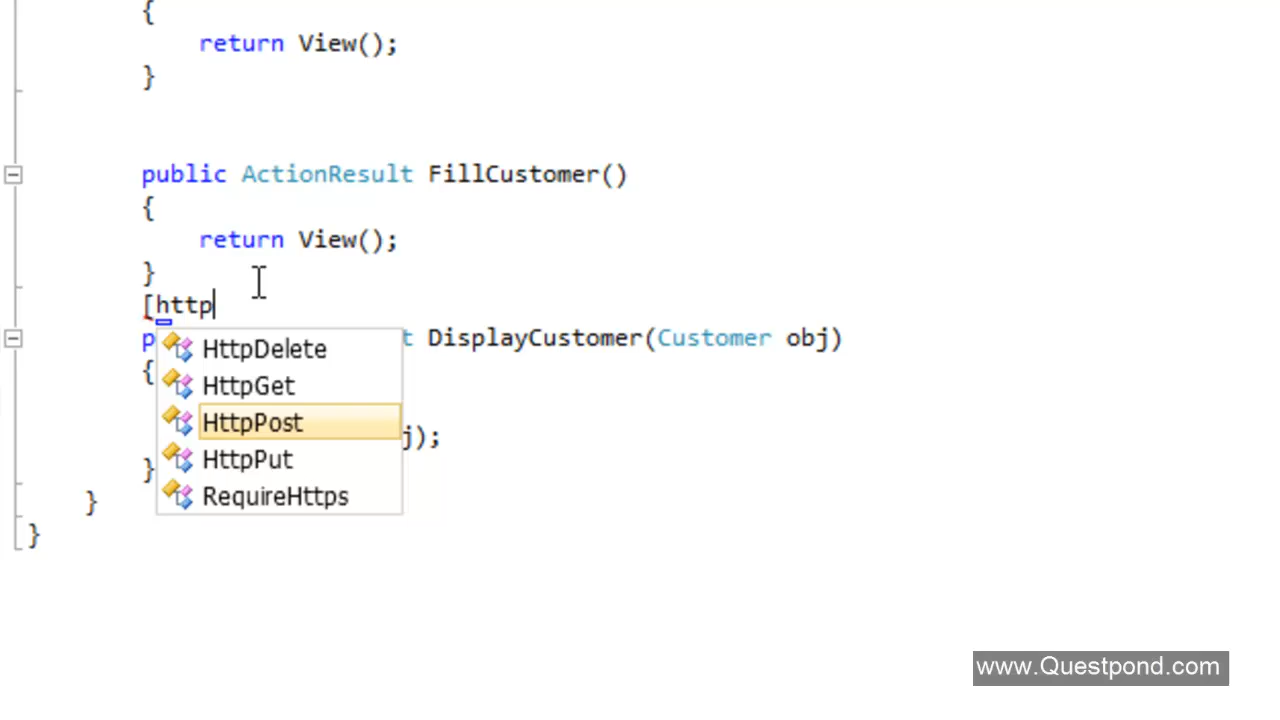 {
return View();
}
public ActionResult FillCustomer()
{
return View();
}
[http
p t DisplayCustomer(Customer obj)
HttpDelete
{
HttpGet
HttpPost
j);
HttpPut
}
RequireHttps
}
}
www.Questpond.com